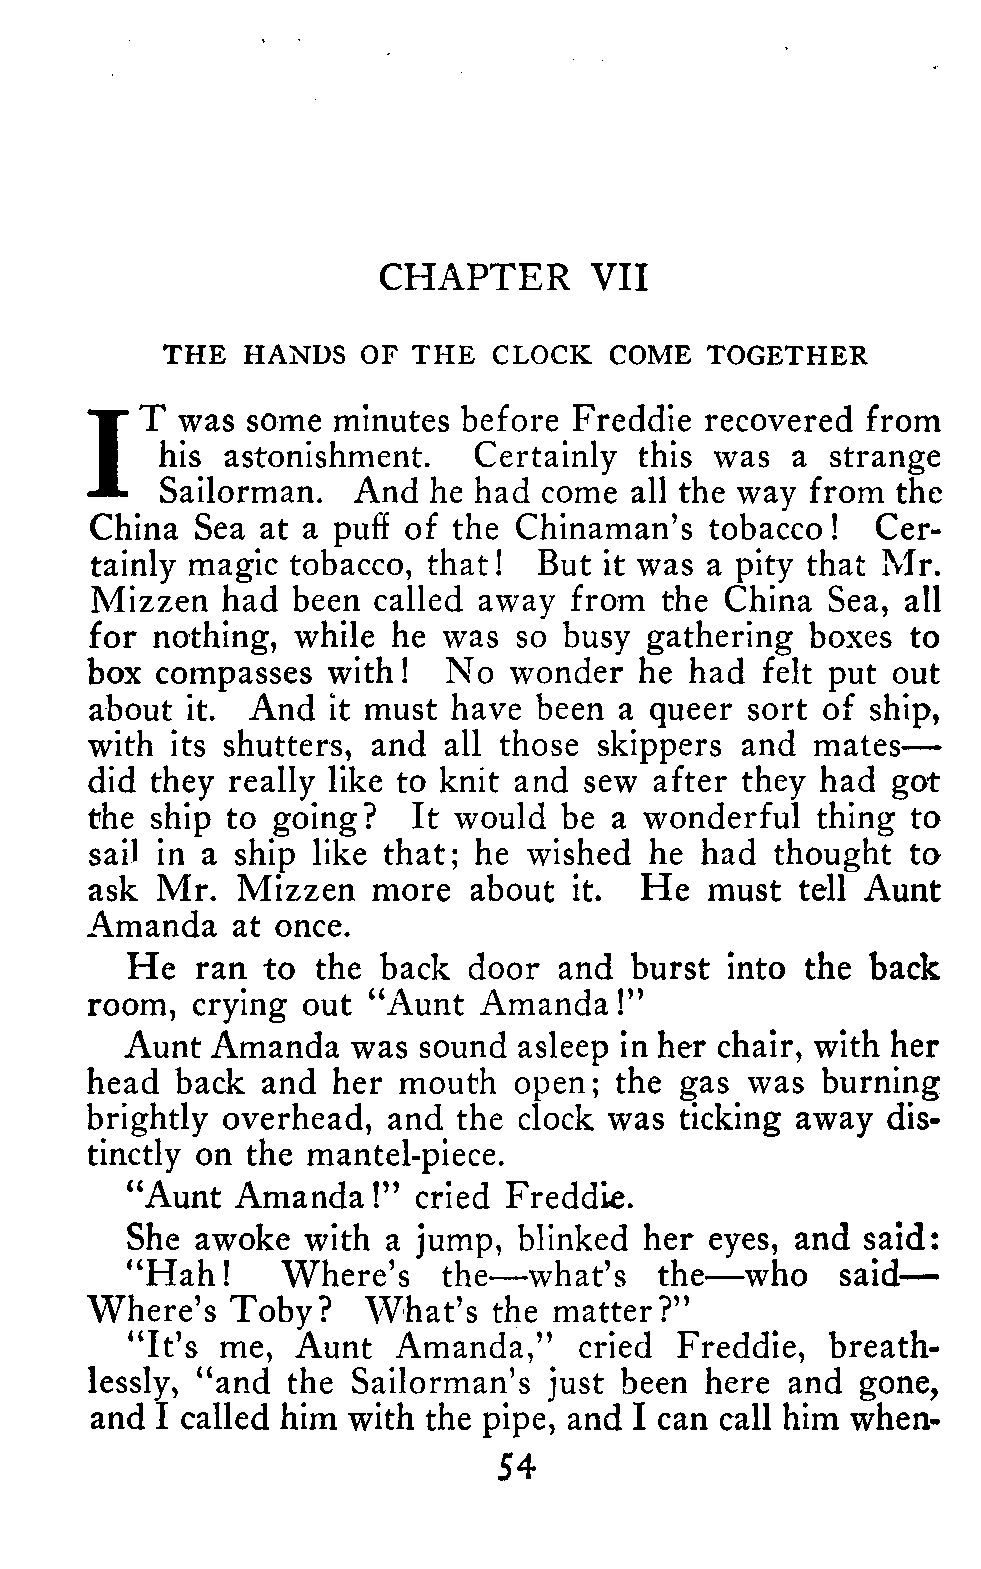 CHAPTER VII
THE HANDS OF THE CLOCK COME TOGETHER
IT was some minutes before Freddie recovered from
his astonishment. Certainly this was a strange
Sailorman. And he had come all the way from the
China Sea at a puff of the Chinaman's tobacco! Cer-
tainly magic tobacco, that! But it was a pity that Mr.
Mizzen had been called away from the China Sea, all
for nothing, while he was so busy gathering boxes to
box compasses with! No wonder he had felt put out
about it. And it must have been a queer sort of ship,
with its shutters, and all those skippers and mates—
did they really like to knit and sew after they had got
the ship to going? It would be a wonderful thing to
sail in a ship like that; he wished he had thought to
ask Mr. Mizzen more about it. He must tell Aunt
Amanda at once.
He ran to the back door and burst into the back
room, crying out "Aunt Amanda!"
Aunt Amanda was sound asleep in her chair, with her
head back and her mouth open; the gas was burning
brightly overhead, and the clock was ticking away dis-
tinctly on the mantel-piece.
"Aunt Amanda!" cried Freddie.
She awoke with a jump, blinked her eyes, and said:
"Hah! Where's the—what's the—who said—
Where's Toby? What's the matter?"
"It's me, Aunt Amanda," cried Freddie, breath-
lessly, "and the Sailorman's just been here and gone,
and I called him with the pipe, and I can call him when-
54